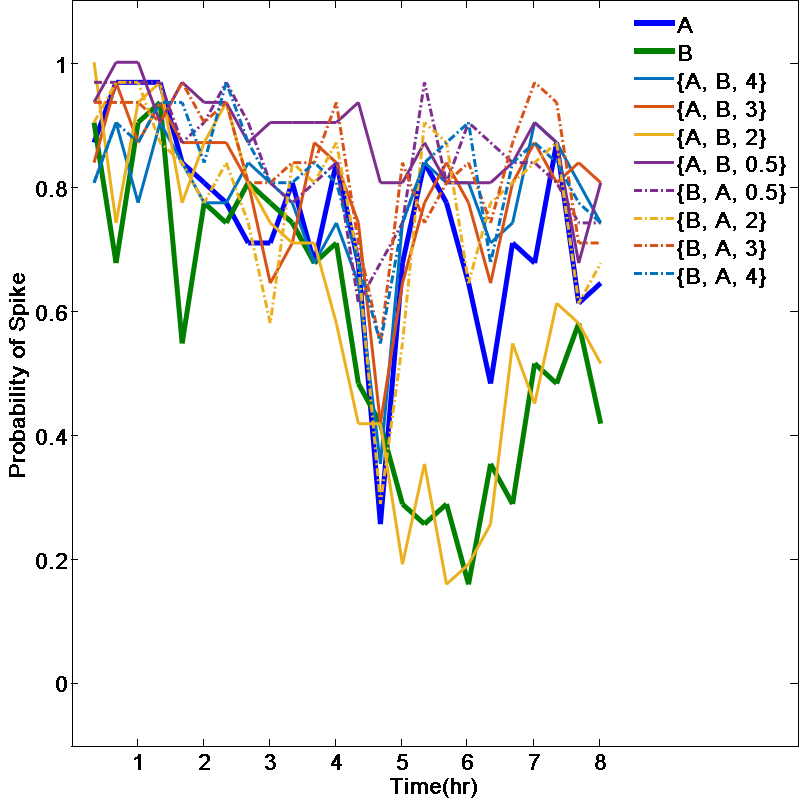 A
B
{A, B, 4}
{A, B, 3}
{A, B, 2}
{A, B, 0.5}
{B, A, 0.5}
{B, A, 2}
{B, A, 3}
{B, A, 4}
Probability of Spike
1
0.8
0.6
0.4
0.2
0
1 2 3 4 5 6 7 8
Time(hr)